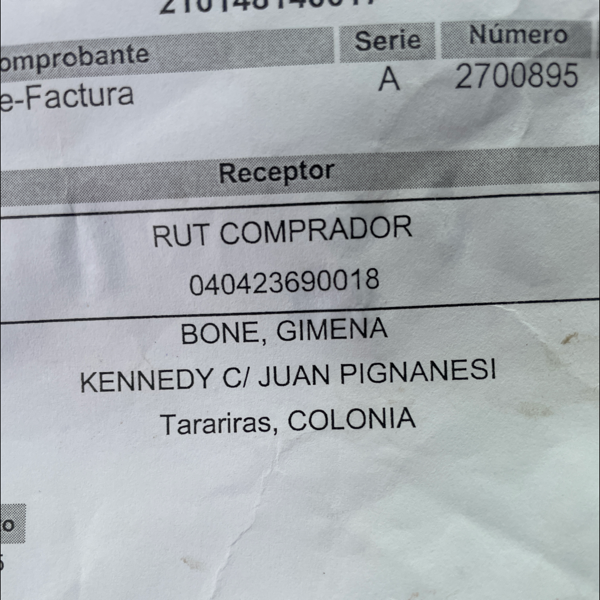 omprobante Serie Número
e-Factura A 2700895
Receptor
RUT COMPRADOR
040423690018
BONE, GIMENA
KENNEDY C/ JUAN PIGNANESI
Tarariras, COLONIA
o